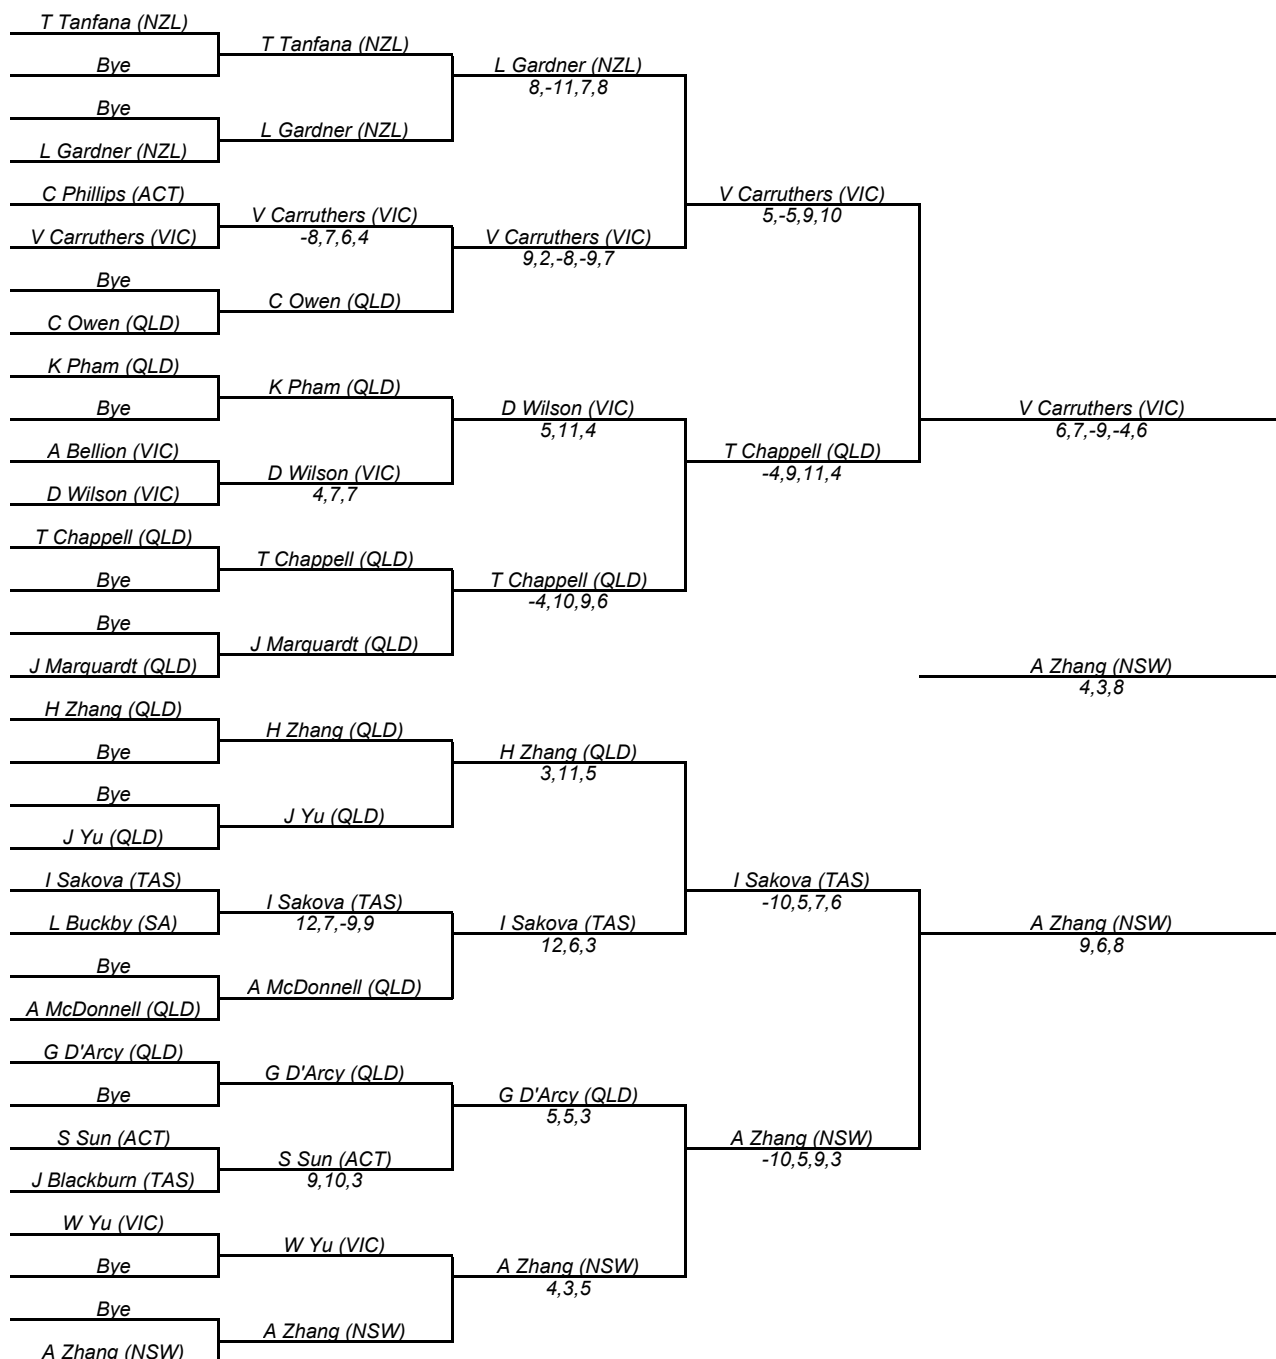 T Tanfana (NZL)
T Tanfana (NZL)
Bye
L Gardner (NZL)
8,-11,7,8
Bye
L Gardner (NZL)
L Gardner (NZL)
C Phillips (ACT)
V Carruthers (VIC)
5,-5,9,10
V Carruthers (VIC)
-8,7,6,4
V Carruthers (VIC)
V Carruthers (VIC)
9,2,-8,-9,7
Bye
C Owen (QLD)
C Owen (QLD)
K Pham (QLD)
K Pham (QLD)
Bye
D Wilson (VIC)
5,11,4
V Carruthers (VIC)
6,7,-9,-4,6
A Bellion (VIC)
T Chappell (QLD)
-4,9,11,4
D Wilson (VIC)
4,7,7
D Wilson (VIC)
T Chappell (QLD)
T Chappell (QLD)
Bye
T Chappell (QLD)
-4,10,9,6
Bye
J Marquardt (QLD)
J Marquardt (QLD)
A Zhang (NSW)
4,3,8
H Zhang (QLD)
H Zhang (QLD)
Bye
H Zhang (QLD)
3,11,5
Bye
J Yu (QLD)
J Yu (QLD)
I Sakova (TAS)
I Sakova (TAS)
-10,5,7,6
I Sakova (TAS)
12,7,-9,9
L Buckby (SA)
I Sakova (TAS)
12,6,3
A Zhang (NSW)
9,6,8
Bye
A McDonnell (QLD)
A McDonnell (QLD)
G D'Arcy (QLD)
G D'Arcy (QLD)
Bye
G D'Arcy (QLD)
5,5,3
S Sun (ACT)
A Zhang (NSW)
-10,5,9,3
S Sun (ACT)
9,10,3
J Blackburn (TAS)
W Yu (VIC)
W Yu (VIC)
Bye
A Zhang (NSW)
4,3,5
Bye
A Zhang (NSW)
A Zhang (NSW)